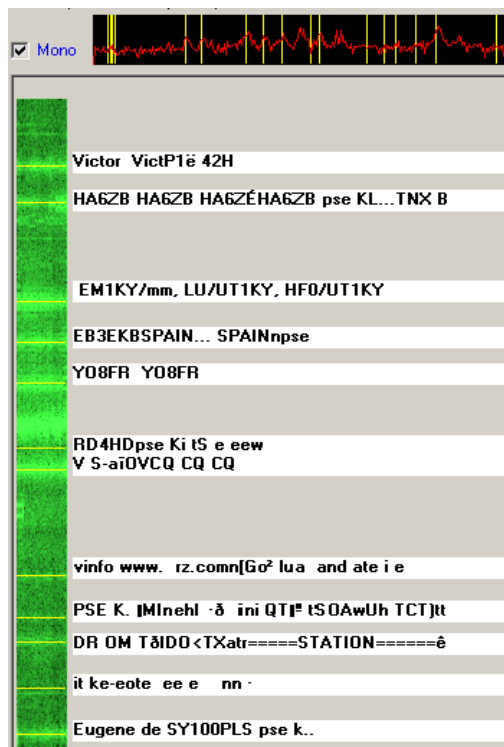 Mono
Victor VictP1ë 42H
HA6ZB HA6ZB HA6ZÉHA6ZB pse KL...TNX B
EM1KY/mm, LU/UT1KY, HF0/UT1KY
EB3EKBSPAIN... SPAINnpse
YO8FR YO8FR
RD4HDpse Ki tS e eew
V S-aïOVCQ CQ CQ
vinfo www. rz.comn[Go² lua and ate i e
PSE K. ini tSOAwUh TCT)tt
DR OM TðIDO<TXatr=====STATION======ê
it ke-eote ee e nn ·
Eugene de SY100PLS pse k..